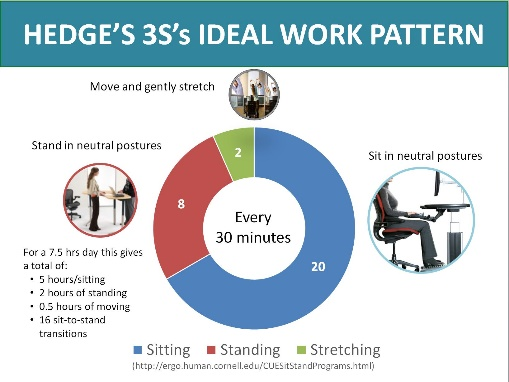 HEDGE'S 3S's IDEAL WORK PATTERN
Move and gently stretch
Stand in neutral postures
Sit in neutral postures
2
8
Every
30 minutes
20
For a 7.5 hrs day this gives
a total of:
• 5 hours/sitting
• 2 hours of standing
• 0.5 hours of moving
• 16 sit-to-stand
transitions
Sitting Standing Stretching
(http://ergo.human.cornell.edu/CUESitStandPrograms.html)